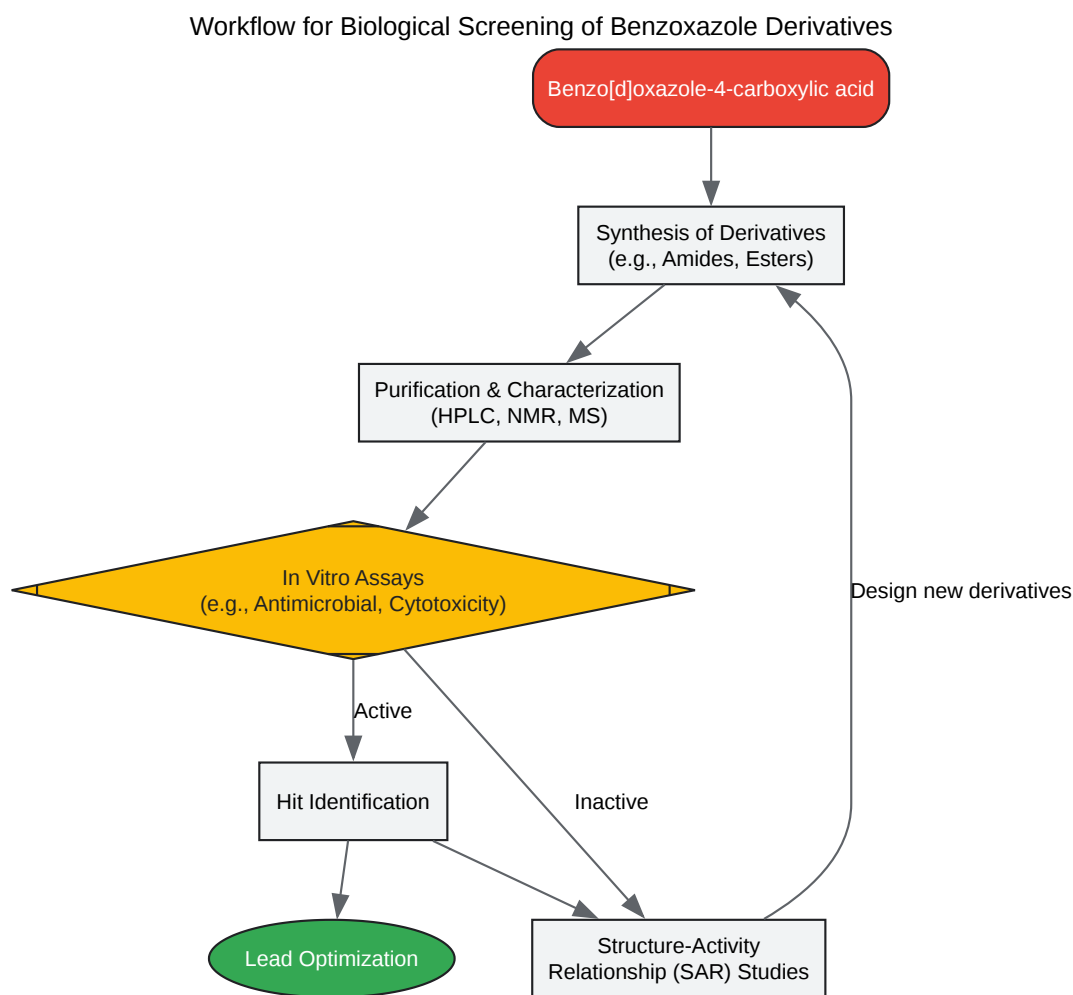 Workflow for Biological Screening of Benzoxazole Derivatives
Benzo[d]oxazole-4-carboxylic acid
Synthesis of Derivatives
(e.g., Amides, Esters)
Purification & Characterization
(HPLC, NMR, MS)
In Vitro Assays
(e.g., Antimicrobial, Cytotoxicity)
Design new derivatives
Active
Hit Identification
Inactive
Lead Optimization
Structure-Activity
Relationship (SAR) Studies